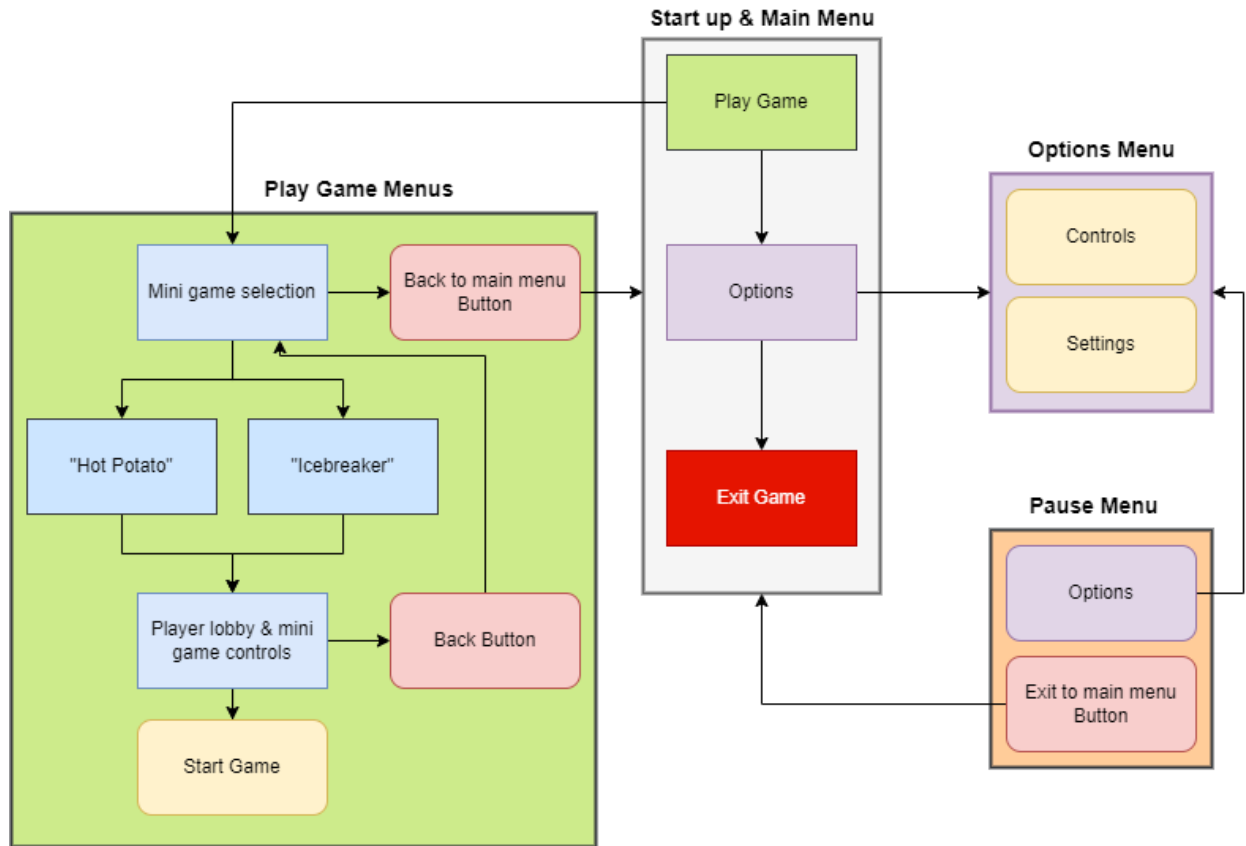 Start up & Main Menu
Play Game
Options
Exit Game
Play Game Menus
Mini game selection
Back to main menu
Button
"Hot Potato"
"Icebreaker"
Player lobby & mini
game controls
Back Button
Start Game
Options Menu
Controls
Settings
Pause Menu
Options
Exit to main menu
Button